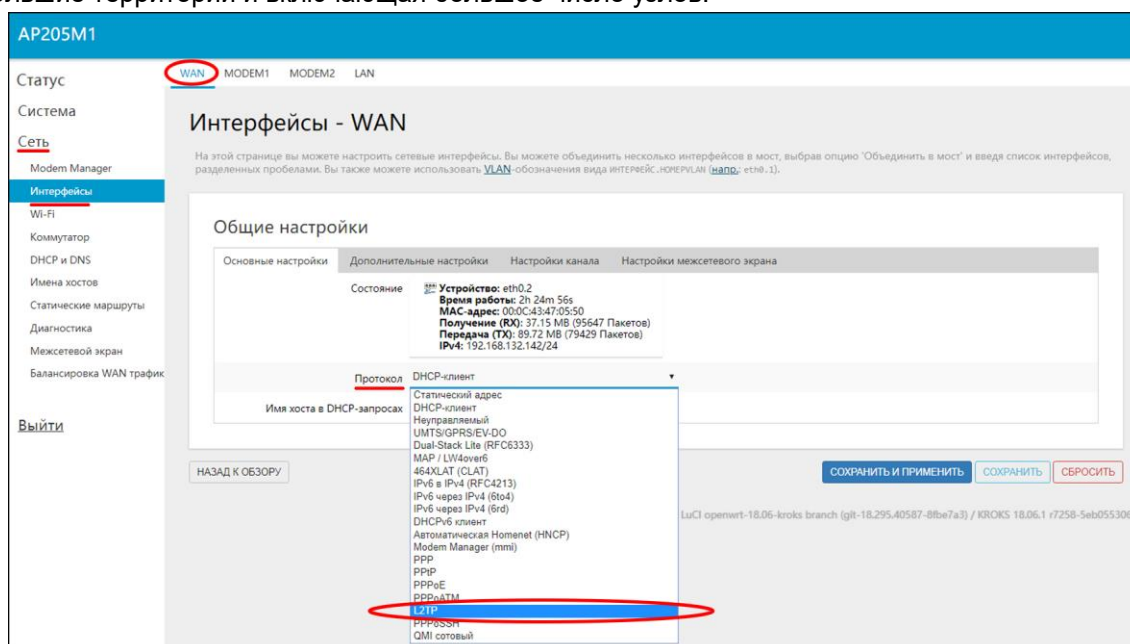 большие территории и включающая большое число узлов.
AP205M1
WAN MODEM1 MODEM2 LAN
Статус
Система
Сеть
Modem Manager
Интерфейсы
Wi-Fi
Коммутатор
DHCP и DNS
Имена хостов
Статические маршруты
Диагностика
Межсетевой экран
Балансировка WAN трафик
Выйти
Интерфейсы - WAN
На этой странице вы можете настроить сетевые интерфейсы. Вы можете объединить несколько интерфейсов в мост, выбрав опцию 'Объединить в мост' и введя список интерфейсов,
разделенных пробелами. Вы также можете использовать VLAN-обозначения вида ИНТЕРФЕЙС.НОМЕРVLAN (напр.: eth0.1).
Общие настройки
Основные настройки Дополнительные настройки Настройки канала Настройки межсетевого экрана
Состояние
Устройство: eth0.2
Время работы: 2h 24m 56s
MAC-адрес: 00:0C:43:47:05:50
Получение (RX): 37.15 MB (95647 Пакетов)
Передача (TX): 89.72 MB (79429 Пакетов)
IPv4: 192.168.132.142/24
Протокол DHCP-клиент
Имя хоста в DHCP-запросах
Статический адрес
DHCP-клиент
Неуправляемый
UMTS/GPRS/EV-DO
Dual-Stack Lite (RFC6333)
MAP / LW4over6
464XLAT (CLAT)
IPv6 в IPv4 (RFC4213)
IPv6 через IPv4 (6to4)
IPv6 через IPv4 (6rd)
DHCPv6 клиент
Автоматическая Homenet (HNCP)
Modem Manager (mmi)
PPP
PPtP
PPPoE
PPPoATM
L2TP
PPPoSSH
QMI сотовый
НАЗАД К ОБЗОРУ
СОХРАНИТЬ И ПРИМЕНИТЬ СОХРАНИТЬ СБРОСИТЬ
LuCI openwrt-18.06-kroks branch (git-18.295.40587-8fbe7a3) / KROKS 18.06.1 r7258-5eb055306